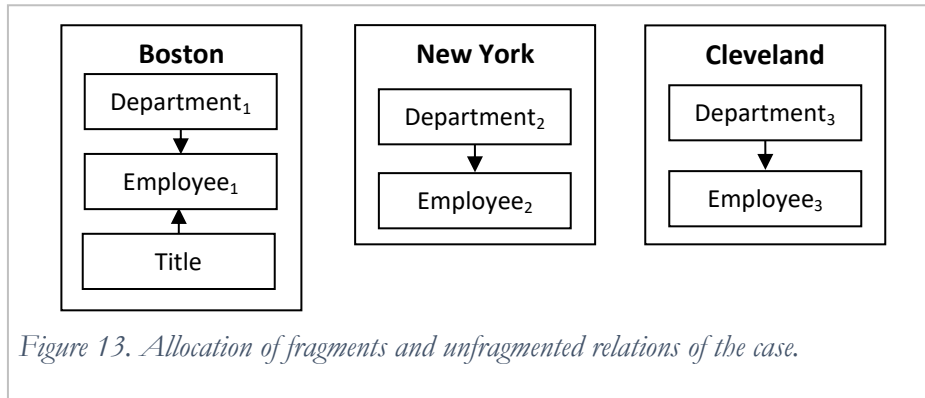 Boston
Department₁
Employee₁
Title
New York
Department₂
Employee₂
Cleveland
Department₃
Employee₃
Figure 13. Allocation of fragments and unfragmented relations of the case.